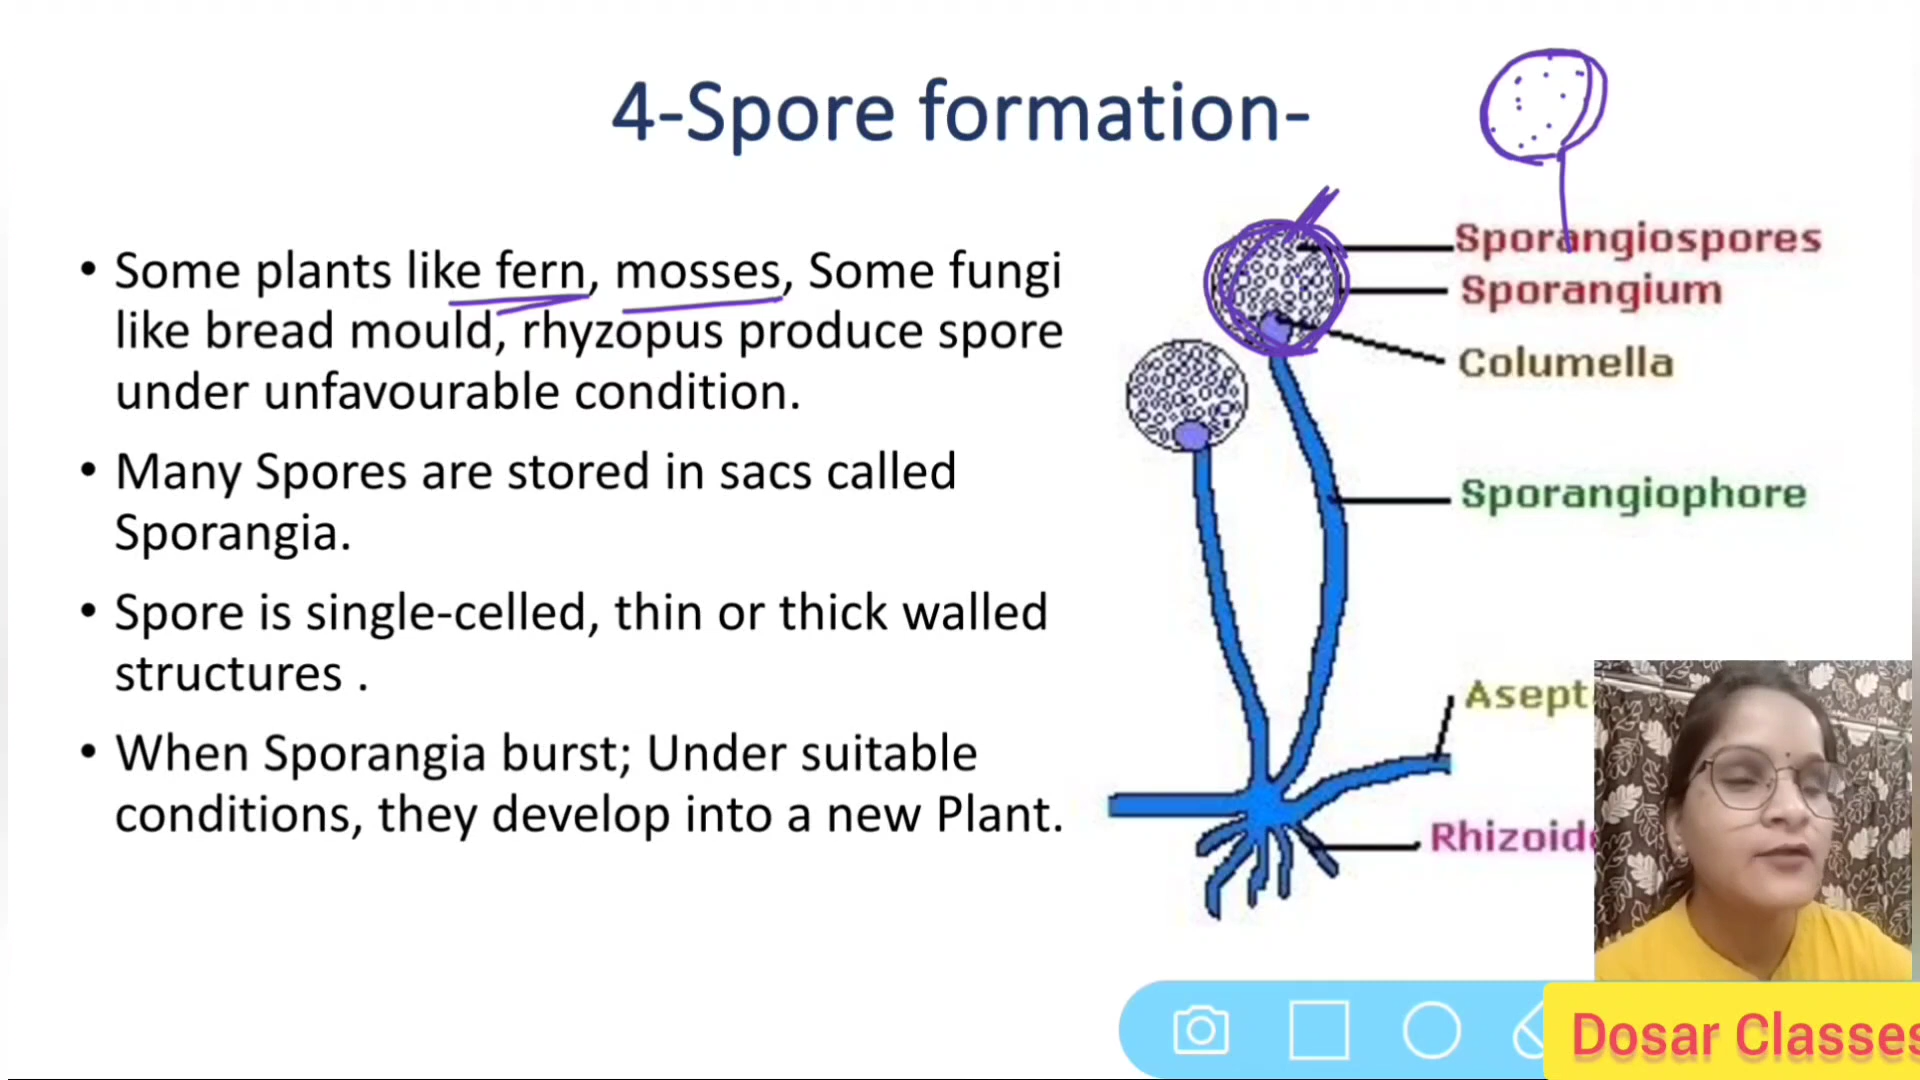 4-Spore formation-
• Some plants like fern, mosses, Some fungi
like bread mould, rhyzopus produce spore
under unfavourable condition.
• Many Spores are stored in sacs called
Sporangia.
• Spore is single-celled, thin or thick walled
structures .
• When Sporangia burst; Under suitable
conditions, they develop into a new Plant.
Sporangiospores
Sporangium
Columella
Sporangiophore
Dosar Classes